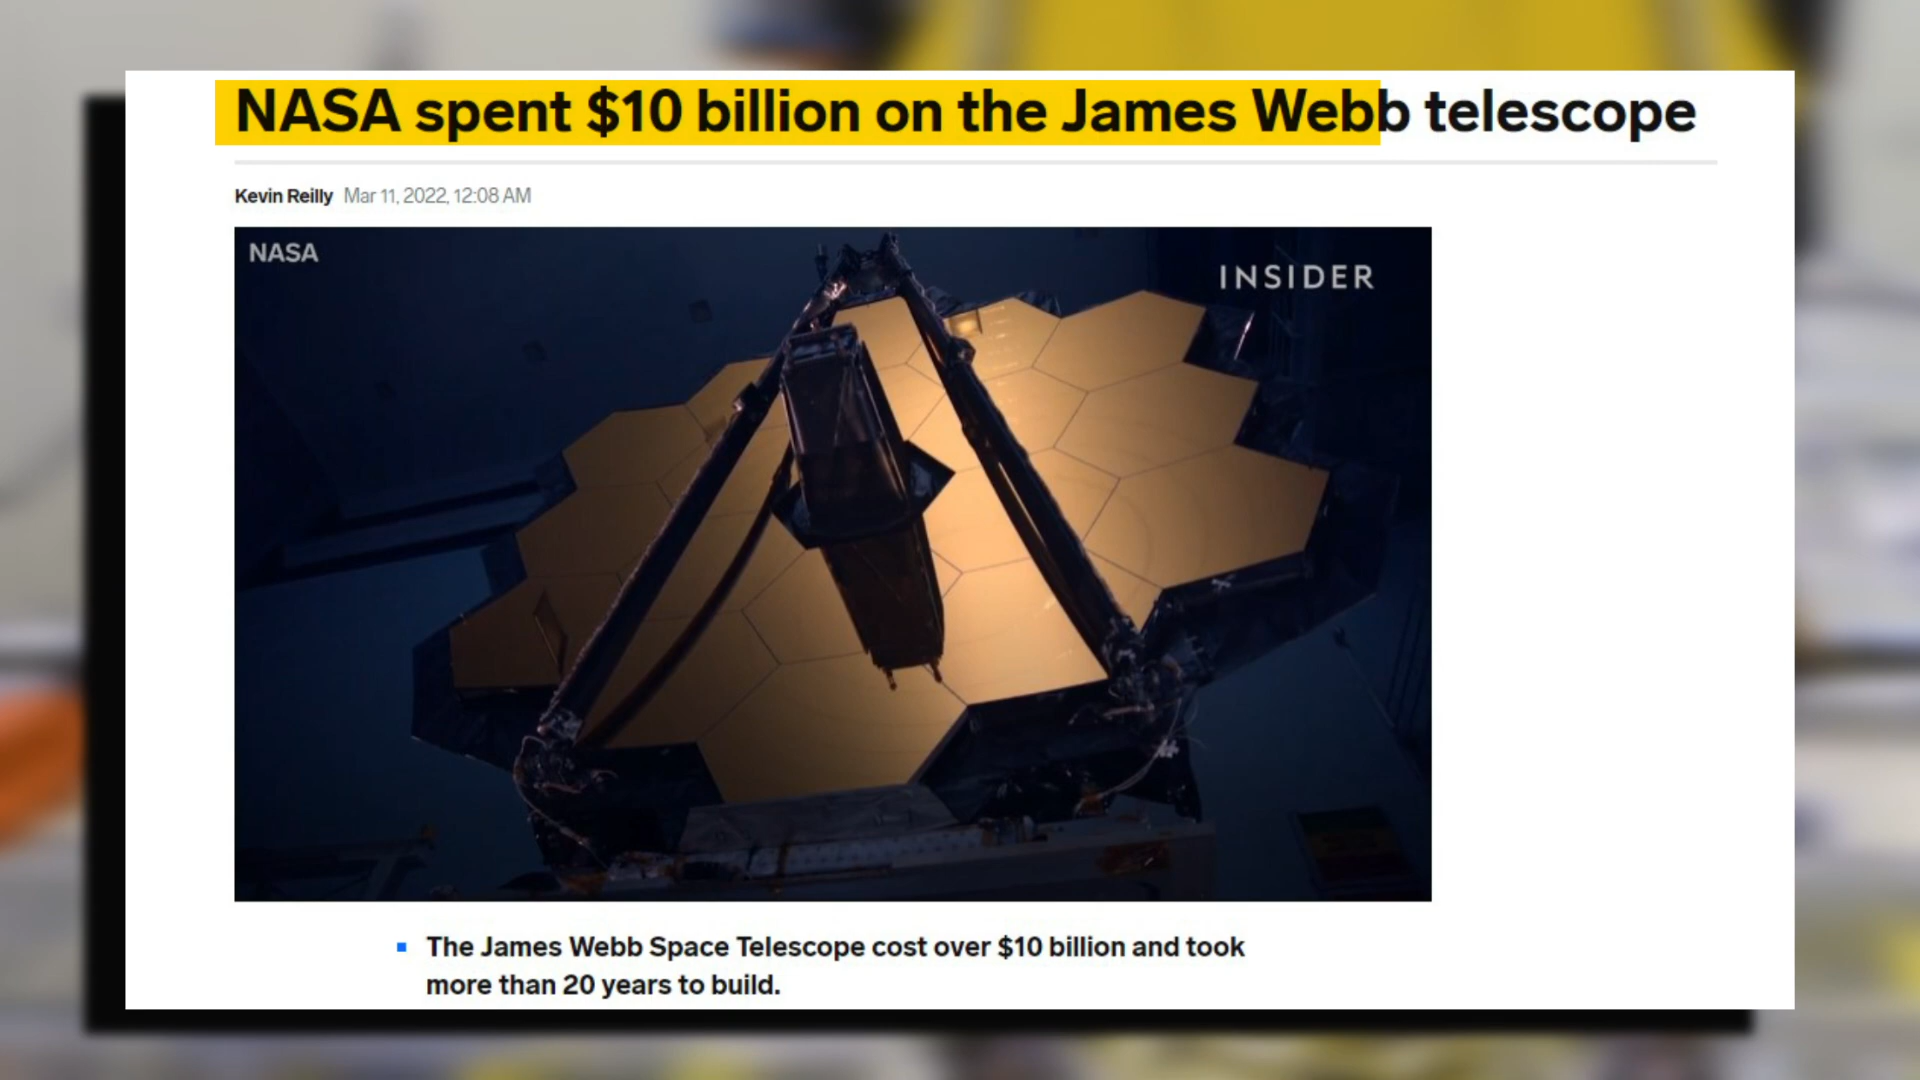 NASA spent $10 billion on the James Webb telescope
Kevin Reilly Mar 11, 2022, 12:08 AM
NASA
INSIDER
The James Webb Space Telescope cost over $10 billion and took
more than 20 years to build.